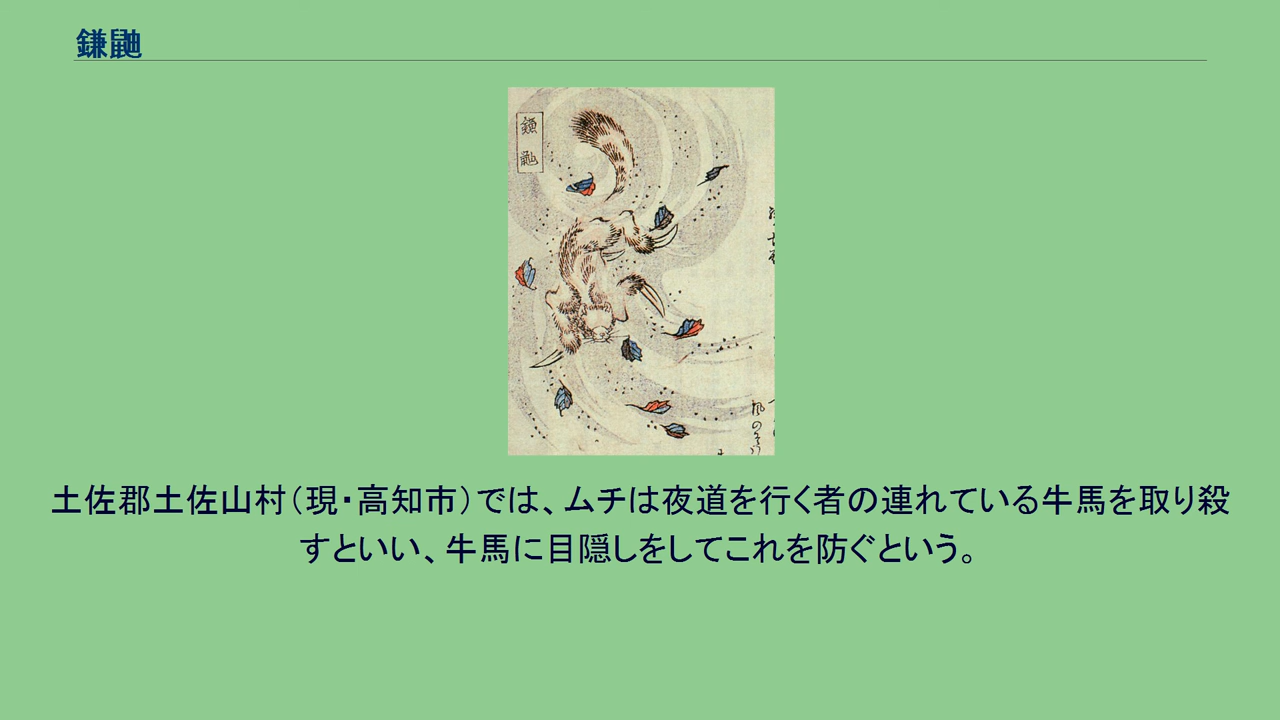 鎌鼬
鎌
鼬
土佐郡土佐山村（現・高知市）では、ムチは夜道を行く者の連れている牛馬を取り殺
すといい、牛馬に目隠しをしてこれを防ぐという。